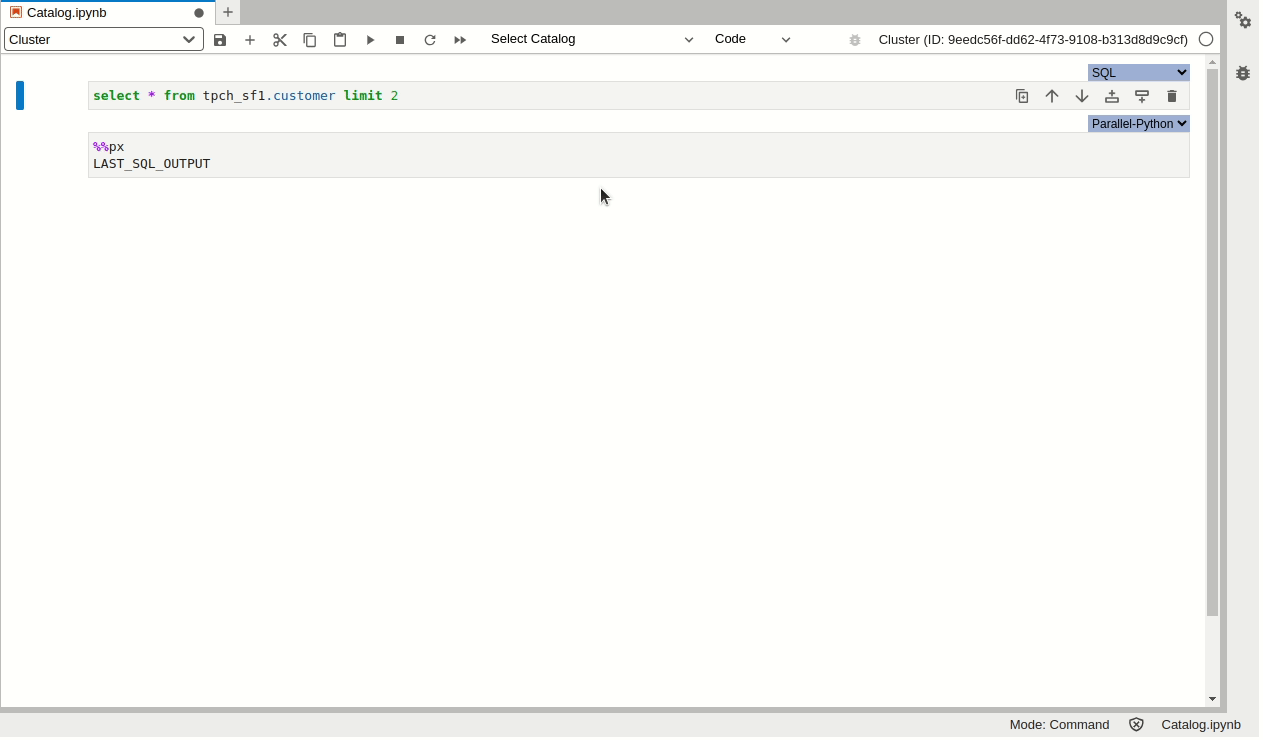 Catalog.ipynb
Cluster
Select Catalog
Code
Cluster (ID: 9eedc56f-dd62-4f73-9108-b313d8d9c9cf)
SQL
select * from tpch_sf1.customer limit 2
Parallel-Python
%%px
LAST_SQL_OUTPUT
Mode: Command
Catalog.ipynb